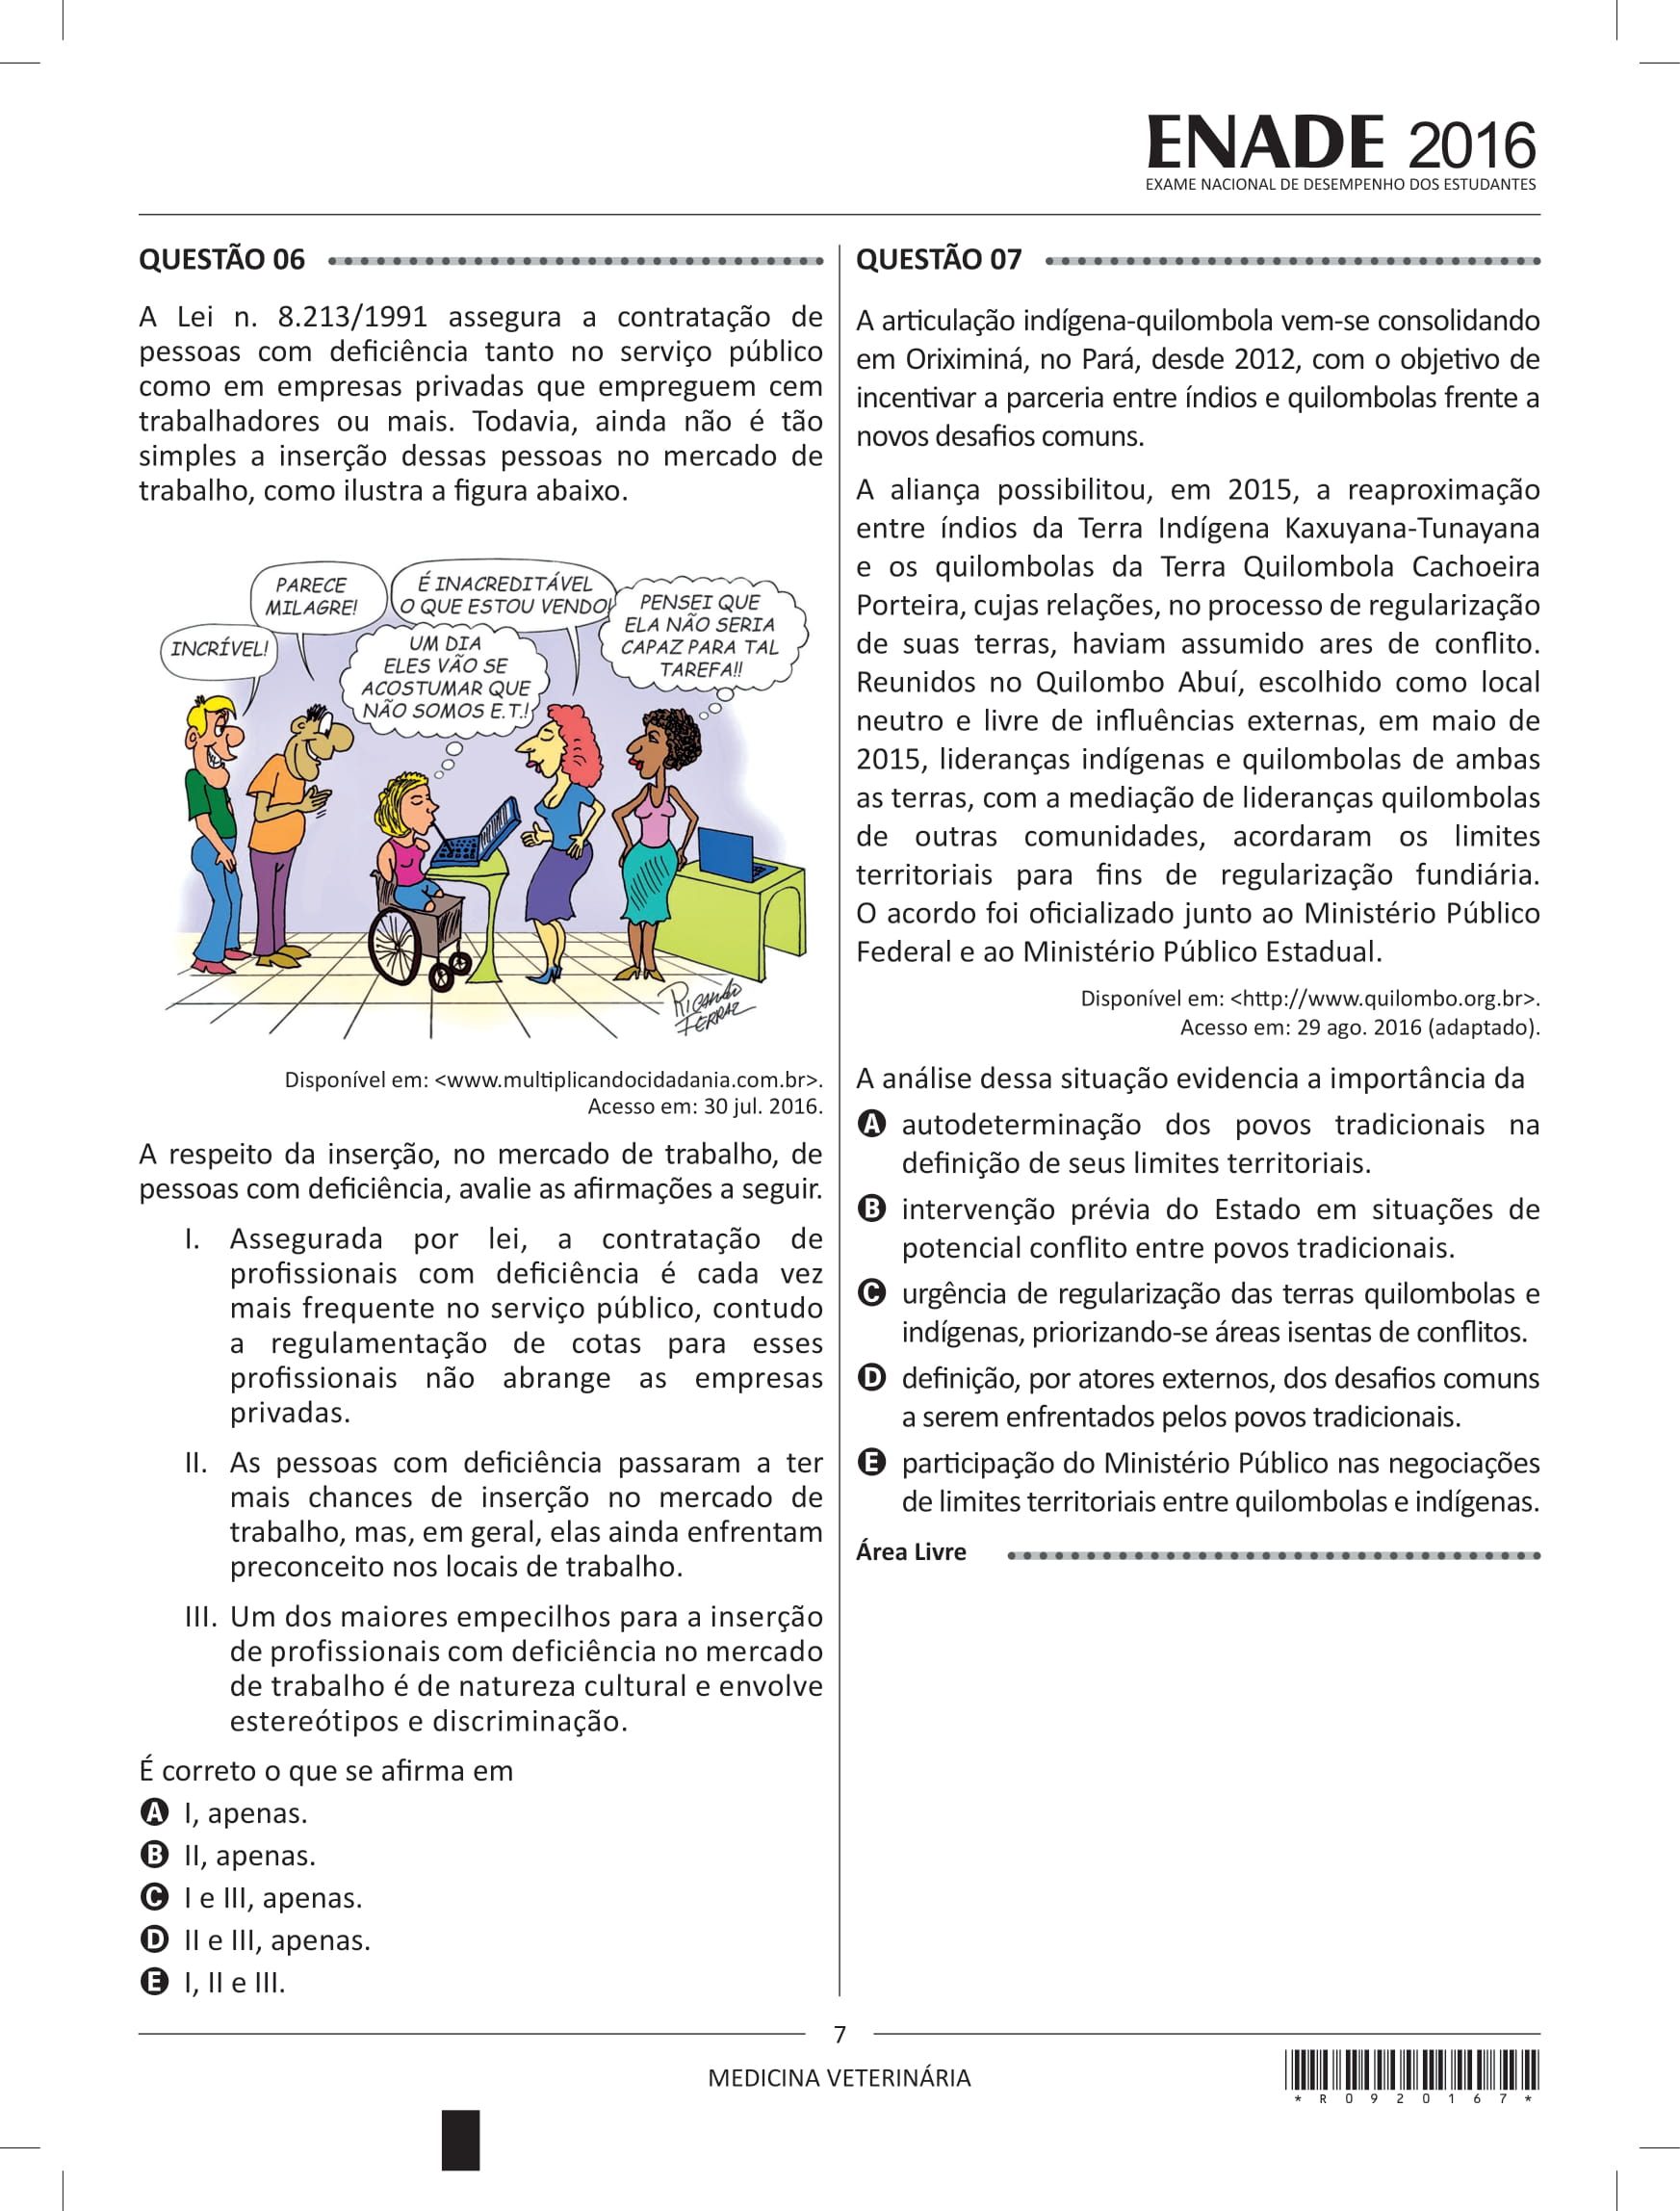 ENADE 2016
EXAME NACIONAL DE DESEMPENHO DOS ESTUDANTES
QUESTÃO 06
A Lei n. 8.213/1991 assegura a contratação de
pessoas com deficiência tanto no serviço público
como em empresas privadas que empreguem cem
trabalhadores ou mais. Todavia, ainda não é tão
simples a inserção dessas pessoas no mercado de
trabalho, como ilustra a figura abaixo.
INCRÍVEL!
PARECE
MILAGRE!
UM DIA
ELES VÃO SE
ACOSTUMAR QUE
NÃO SOMOS E.T.!
É INACREDITÁVEL
O QUE ESTOU VENDO!
PENSEI QUE
ELA NÃO SERIA
CAPAZ PARA TAL
TAREFA!!
RICARDO
FERRAZ
Disponível em: <www.multiplicandocidadania.com.br>.
Acesso em: 30 jul. 2016.
A respeito da inserção, no mercado de trabalho, de
pessoas com deficiência, avalie as afirmações a seguir.
I. Assegurada por lei, a contratação de
profissionais com deficiência é cada vez
mais frequente no serviço público, contudo
a regulamentação de cotas para esses
profissionais não abrange as empresas
privadas.
II. As pessoas com deficiência passaram a ter
mais chances de inserção no mercado de
trabalho, mas, em geral, elas ainda enfrentam
preconceito nos locais de trabalho.
III. Um dos maiores empecilhos para a inserção
de profissionais com deficiência no mercado
de trabalho é de natureza cultural e envolve
estereótipos e discriminação.
É correto o que se afirma em
A I, apenas.
B II, apenas.
C I e III, apenas.
D II e III, apenas.
E I, II e III.
QUESTÃO 07
A articulação indígena-quilombola vem-se consolidando
em Oriximiná, no Pará, desde 2012, com o objetivo de
incentivar a parceria entre índios e quilombolas frente a
novos desafios comuns.
A aliança possibilitou, em 2015, a reaproximação
entre índios da Terra Indígena Kaxuyana-Tunayana
e os quilombolas da Terra Quilombola Cachoeira
Porteira, cujas relações, no processo de regularização
de suas terras, haviam assumido ares de conflito.
Reunidos no Quilombo Abuí, escolhido como local
neutro e livre de influências externas, em maio de
2015, lideranças indígenas e quilombolas de ambas
as terras, com a mediação de lideranças quilombolas
de outras comunidades, acordaram os limites
territoriais para fins de regularização fundiária.
O acordo foi oficializado junto ao Ministério Público
Federal e ao Ministério Público Estadual.
Disponível em: <http://www.quilombo.org.br>.
Acesso em: 29 ago. 2016 (adaptado).
A análise dessa situação evidencia a importância da
A autodeterminação dos povos tradicionais na
definição de seus limites territoriais.
B intervenção prévia do Estado em situações de
potencial conflito entre povos tradicionais.
C urgência de regularização das terras quilombolas e
indígenas, priorizando-se áreas isentas de conflitos.
D definição, por atores externos, dos desafios comuns
a serem enfrentados pelos povos tradicionais.
E participação do Ministério Público nas negociações
de limites territoriais entre quilombolas e indígenas.
Área Livre
7
MEDICINA VETERINÁRIA
*R0920167*